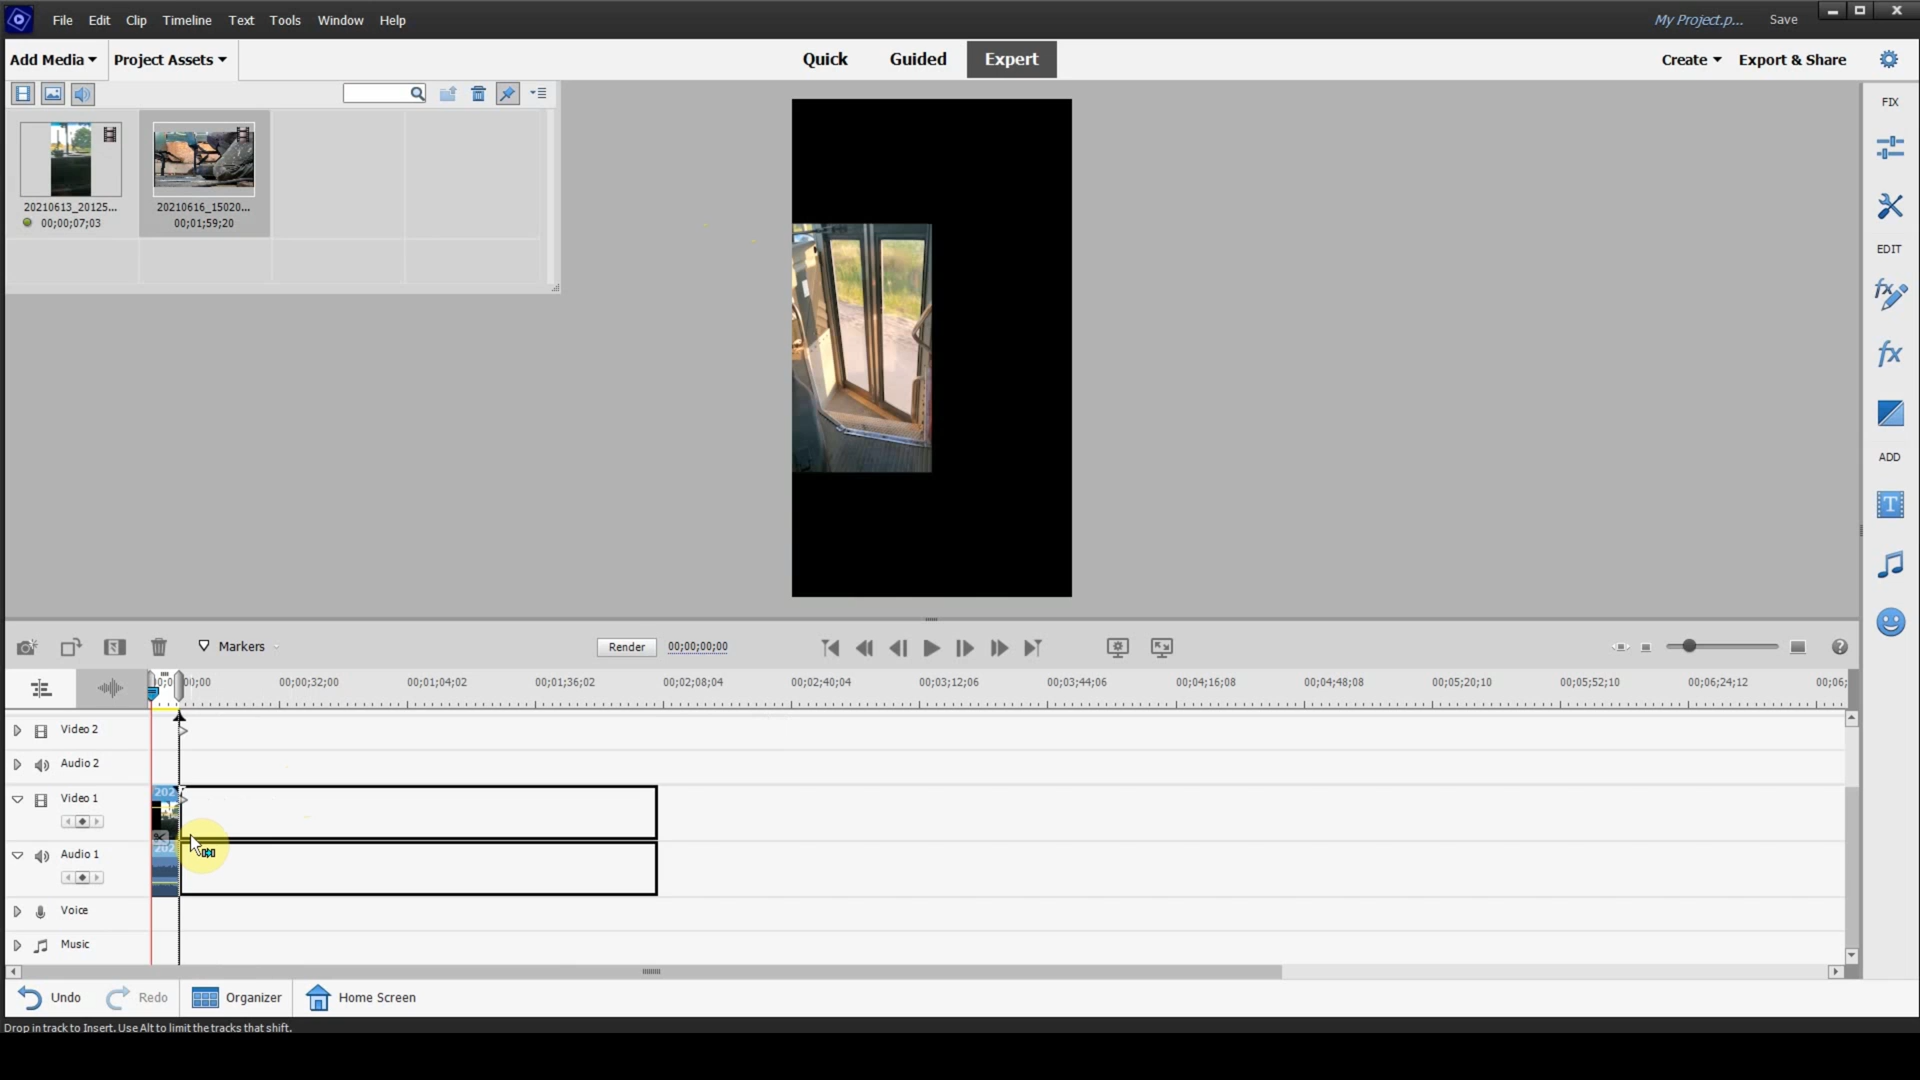 File Edit Clip Timeline Text Tools Window Help
My Project.p... Save
Add Media Project Assets
Quick Guided Expert
Create Export & Share
FIX
20210613_20125...
00;00;07;03
20210616_15020...
00;01;59;20
EDIT
ADD
Markers
Render 00;00;00;00
00;00;32;00 00;01;04;02 00;01;36;02 00;02;08;04 00;02;40;04 00;03;12;06 00;03;44;06 00;04;16;08 00;04;48;08 00;05;20;10 00;05;52;10 00;06;24;12 00;06;
Video 2
Audio 2
Video 1
202
Audio 1
202
Voice
Music
Undo Redo Organizer Home Screen
Drop in track to Insert. Use Alt to limit the tracks that shift.